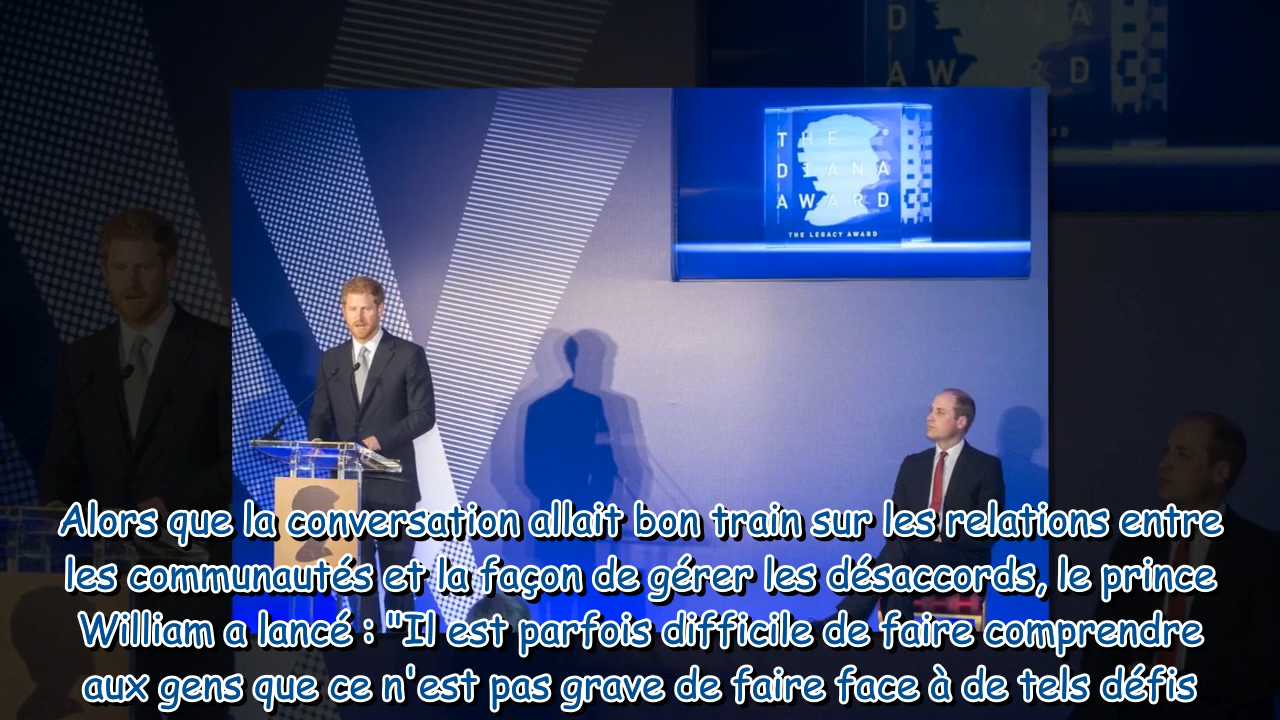 DIANA
AWARD
THE
DIANA
AWARD
THE LEGACY AWARD
Alors que la conversation allait bon train sur les relations entre
les communautés et la façon de gérer les désaccords, le prince
William a lancé : "Il est parfois difficile de faire comprendre
aux gens que ce n'est pas grave de faire face à de tels défis